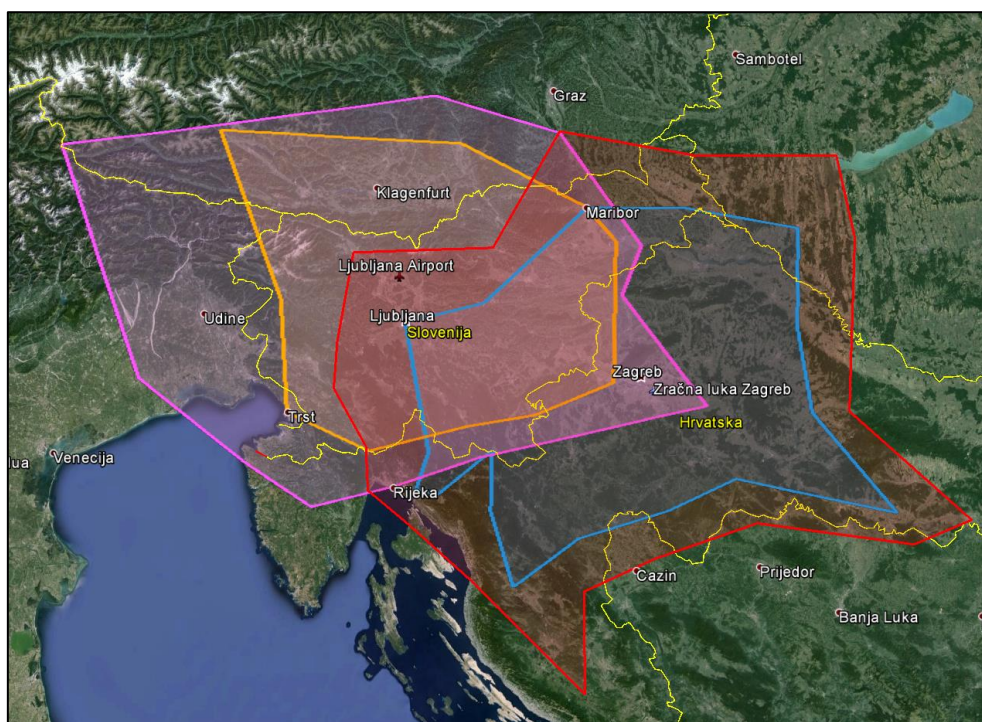 Sambotel
Graz
Klagenfurt
Maribor
Ljubljana Airport
Udine
Ljubljana
Slovenija
Zagreb
Zračna luka Zagreb
Trst
Hrvatska
lua
Venecija
Rijeka
Cazin
Prijedor
Banja Luka